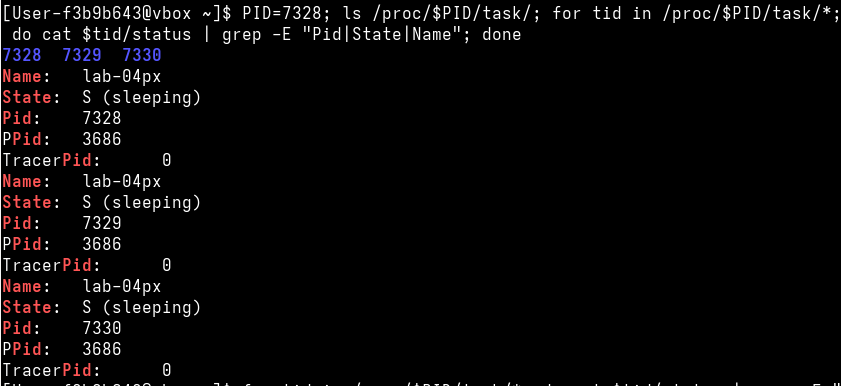 [User-f3b9b643@vbox ~]$ PID=7328; ls /proc/$PID/task/; for tid in /proc/$PID/task/*;
do cat $tid/status | grep -E "Pid|State|Name"; done
7328 7329 7330
Name: lab-04px
State: S (sleeping)
Pid: 7328
PPid: 3686
TracerPid: 0
Name: lab-04px
State: S (sleeping)
Pid: 7329
PPid: 3686
TracerPid: 0
Name: lab-04px
State: S (sleeping)
Pid: 7330
PPid: 3686
TracerPid: 0